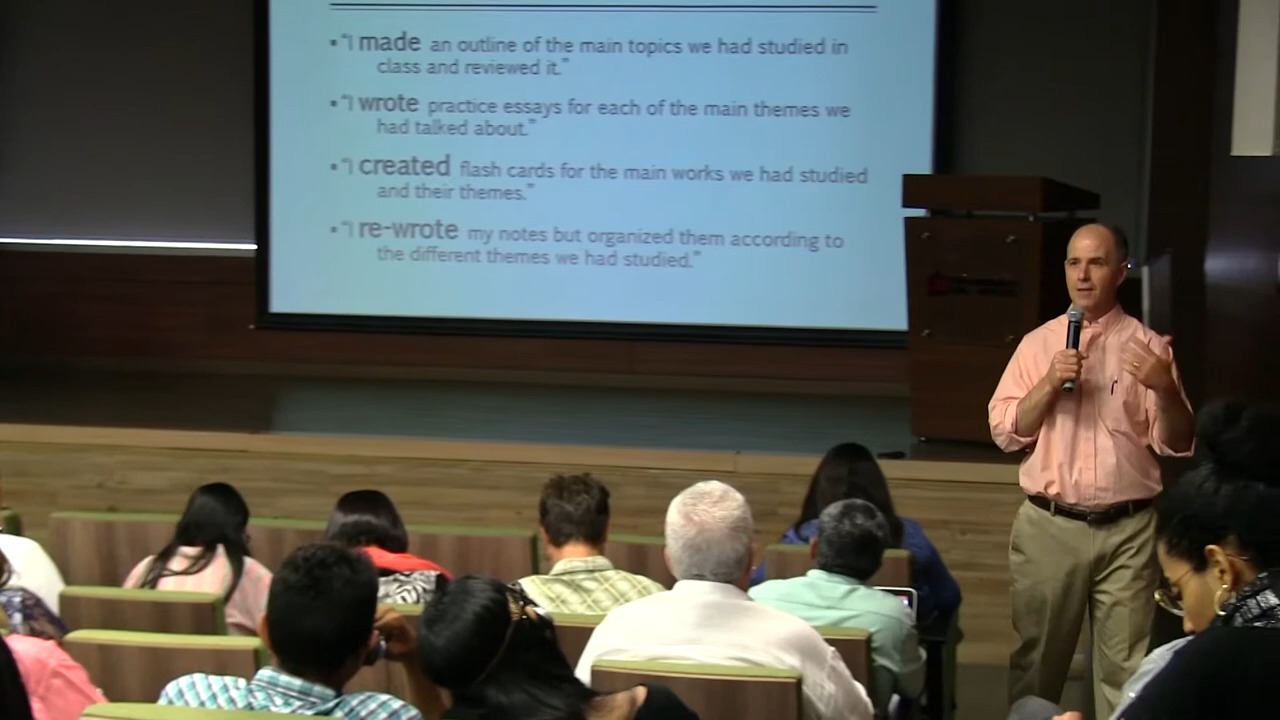 ▪ "I made an outline of the main topics we had studied in
class and reviewed it."
▪ "I wrote practice essays for each of the main themes we
had talked about."
▪ "I created flash cards for the main works we had studied
and their themes."
▪ "I re-wrote my notes but organized them according to
the different themes we had studied."